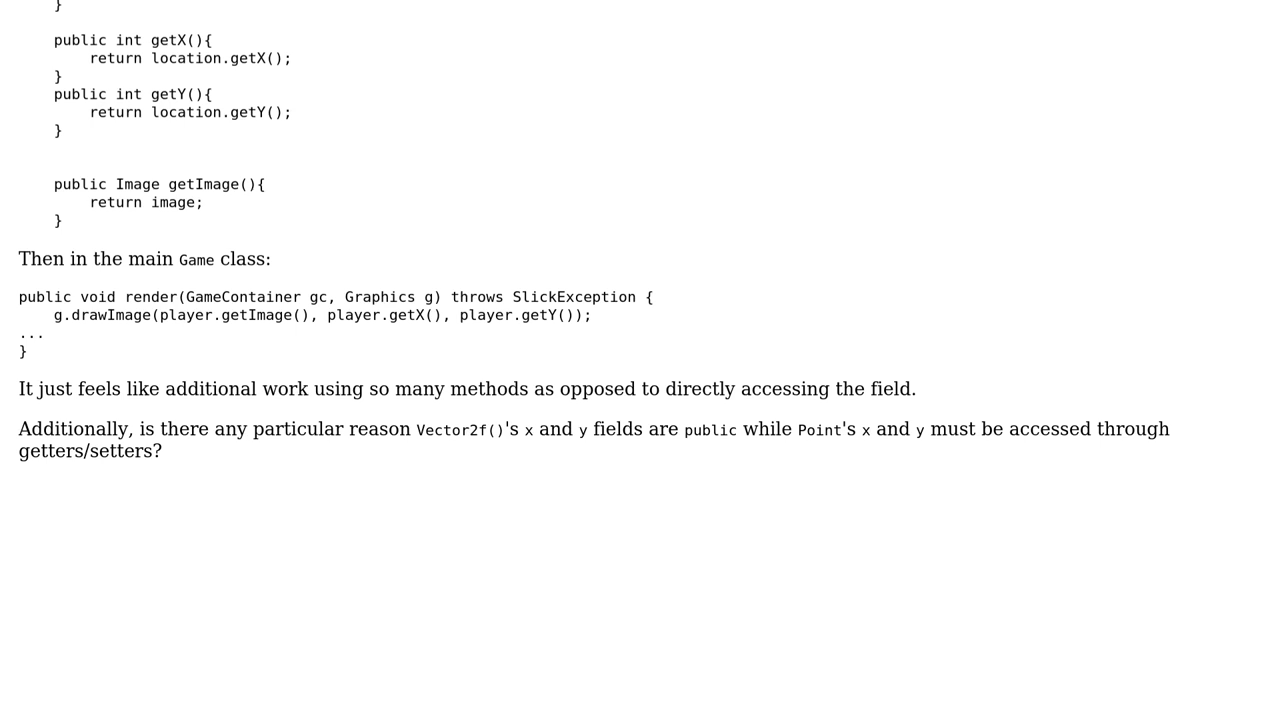 }
public int getX(){
return location.getX();
}
public int getY(){
return location.getY();
}
public Image getImage(){
return image;
}
Then in the main Game class:
public void render(GameContainer gc, Graphics g) throws SlickException {
g.drawImage(player.getImage(), player.getX(), player.getY());
...
}
It just feels like additional work using so many methods as opposed to directly accessing the field.
Additionally, is there any particular reason Vector2f()'s x and y fields are public while Point's x and y must be accessed through
getters/setters?